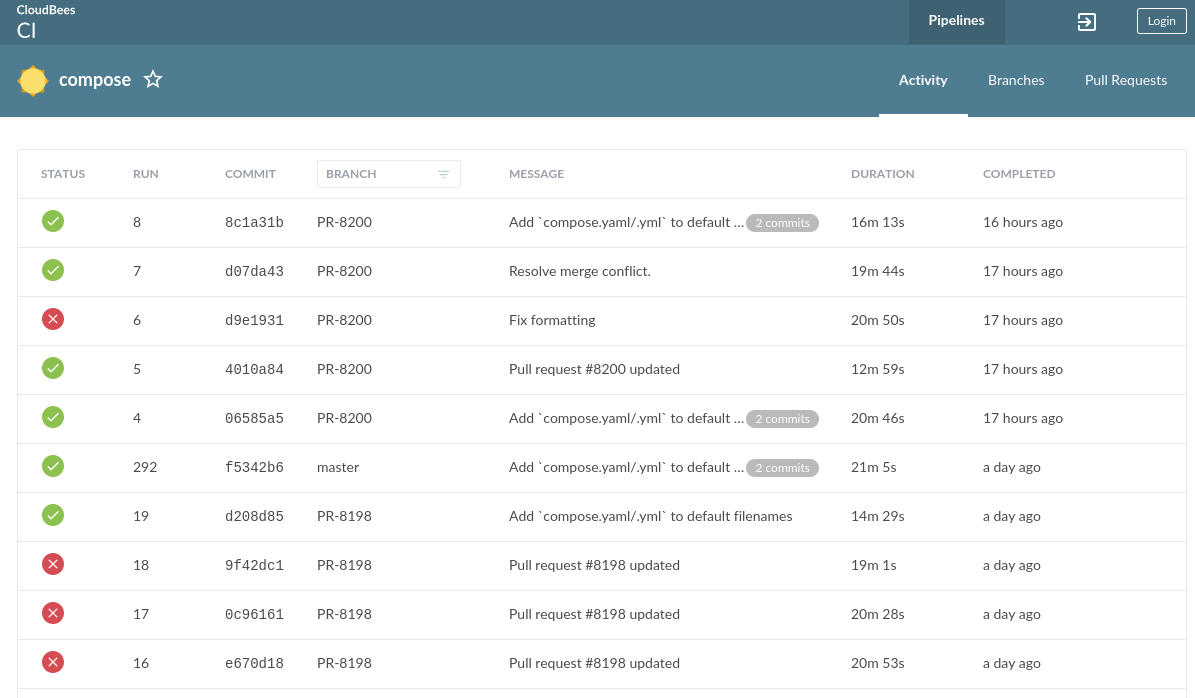 CloudBees
CI
Pipelines
Login
compose
Activity Branches Pull Requests
STATUS RUN COMMIT BRANCH MESSAGE DURATION COMPLETED
8 8c1a31b PR-8200 Add `compose.yaml/.yml` to default ... 2 commits 16m 13s 16 hours ago
7 d07da43 PR-8200 Resolve merge conflict. 19m 44s 17 hours ago
6 d9e1931 PR-8200 Fix formatting 20m 50s 17 hours ago
5 4010a84 PR-8200 Pull request #8200 updated 12m 59s 17 hours ago
4 06585a5 PR-8200 Add `compose.yaml/.yml` to default ... 2 commits 20m 46s 17 hours ago
292 f5342b6 master Add `compose.yaml/.yml` to default ... 2 commits 21m 5s a day ago
19 d208d85 PR-8198 Add `compose.yaml/.yml` to default filenames 14m 29s a day ago
18 9f42dc1 PR-8198 Pull request #8198 updated 19m 1s a day ago
17 0c96161 PR-8198 Pull request #8198 updated 20m 28s a day ago
16 e670d18 PR-8198 Pull request #8198 updated 20m 53s a day ago